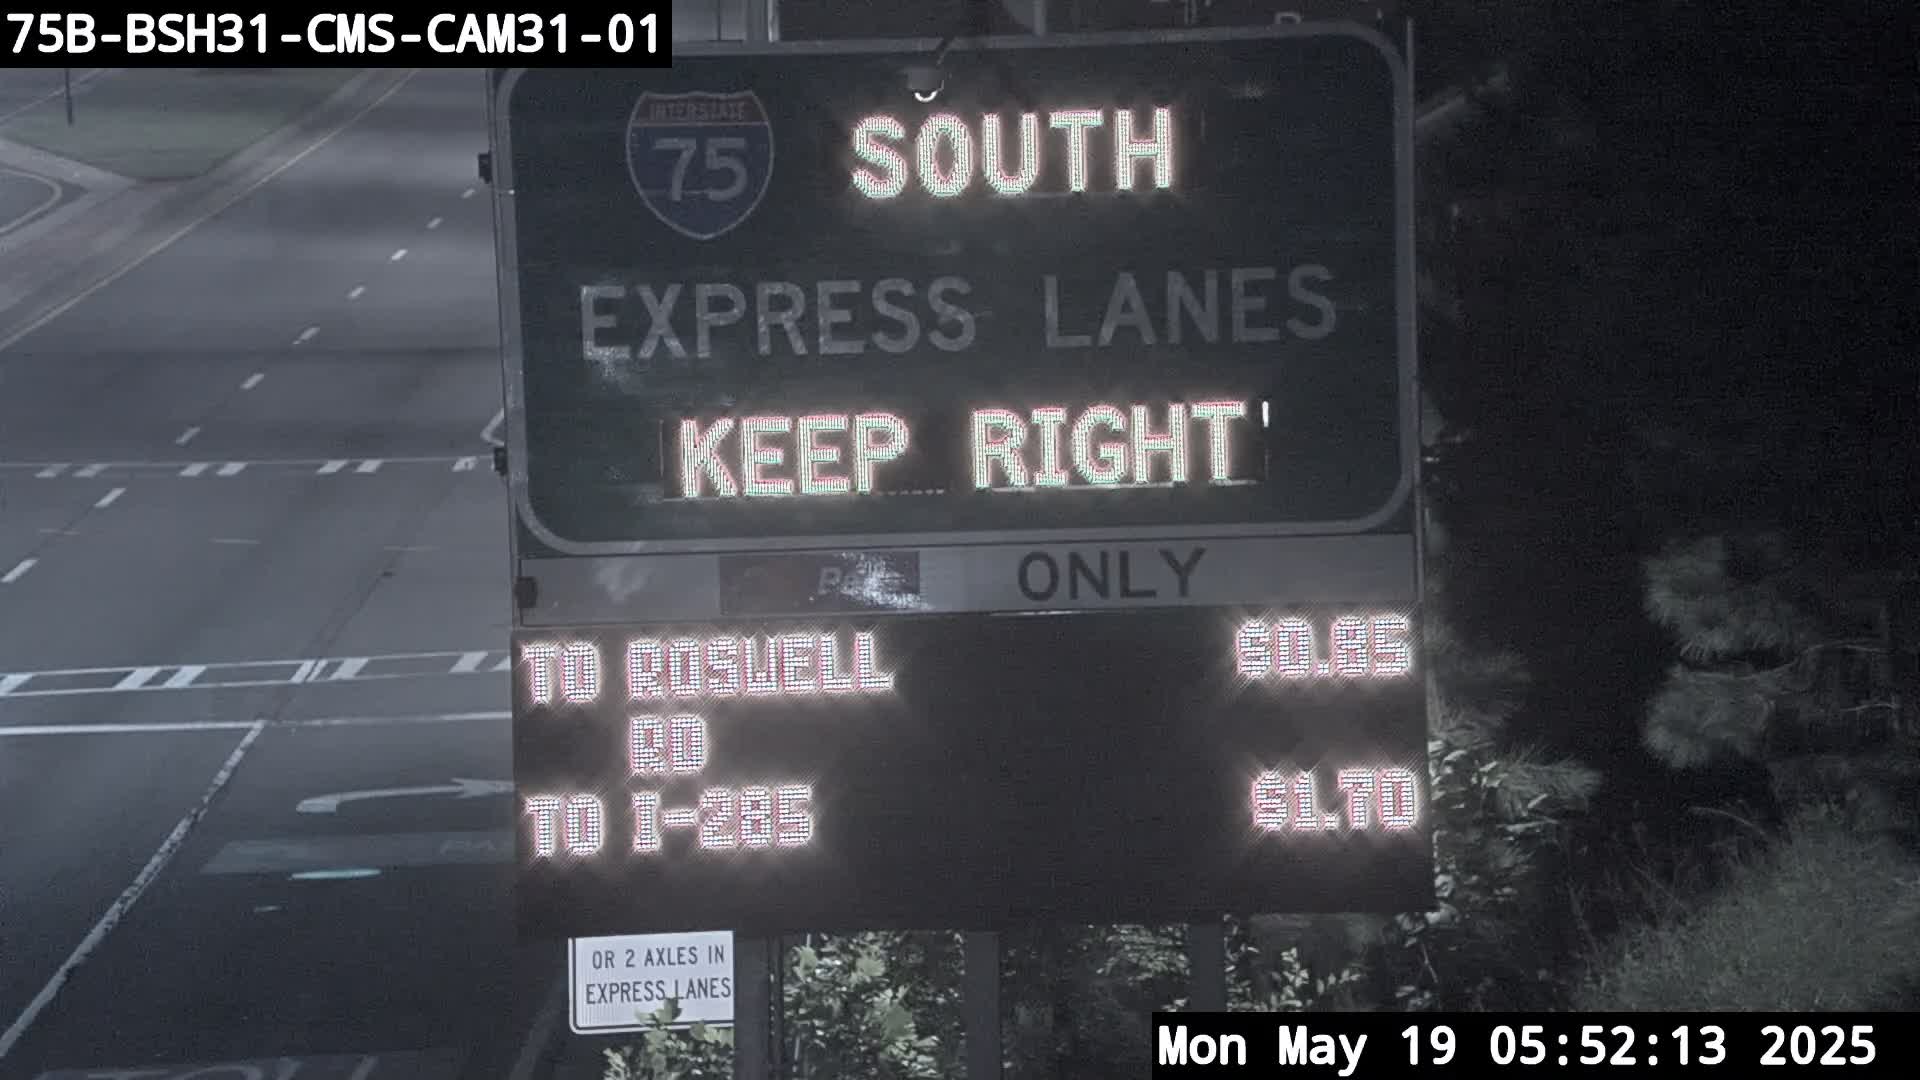 75B-BSH31-CMS-CAM31-01
INTERSTATE
75
SOUTH
EXPRESS LANES
KEEP RIGHT
ONLY
TO ROSWELL $0.85
RD
TO I-285 $1.70
OR 2 AXLES IN
EXPRESS LANES
Mon May 19 05:52:13 2025